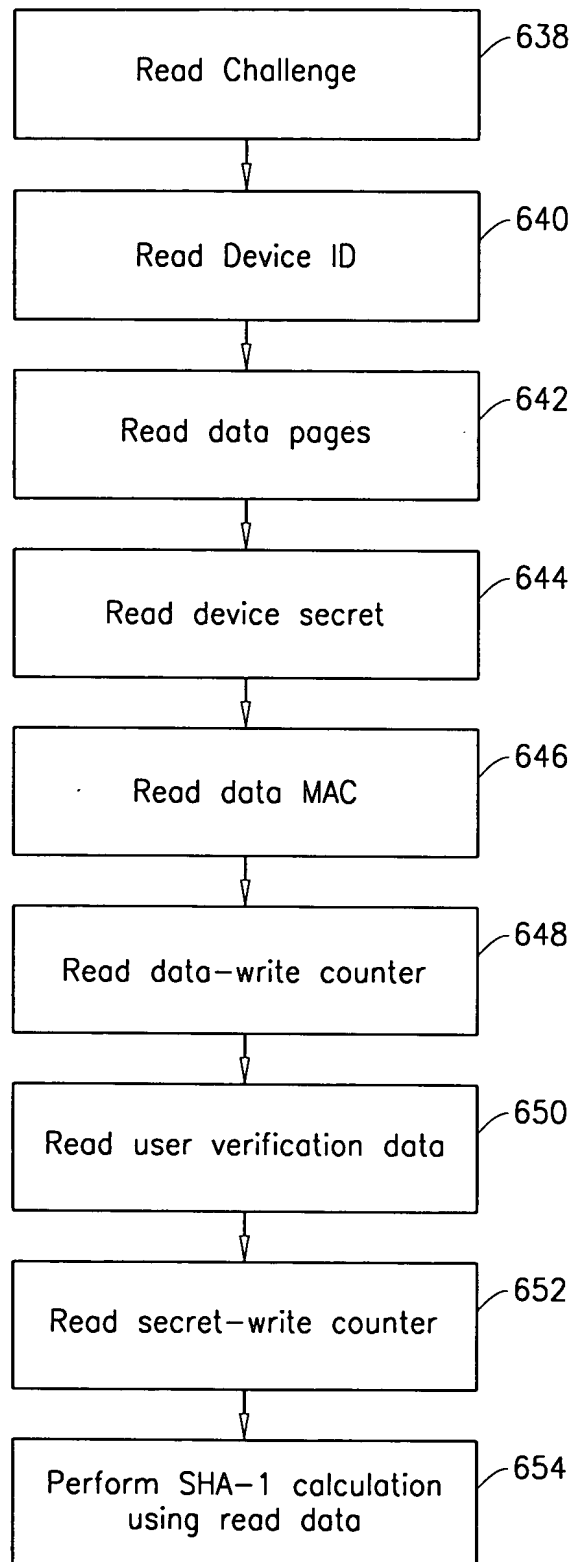 Read Challenge
638
Read Device ID
640
Read data pages
642
Read device secret
644
Read data MAC
646
Read data-write counter
648
Read user verification data
650
Read secret-write counter
652
Perform SHA-1 calculation
using read data
654